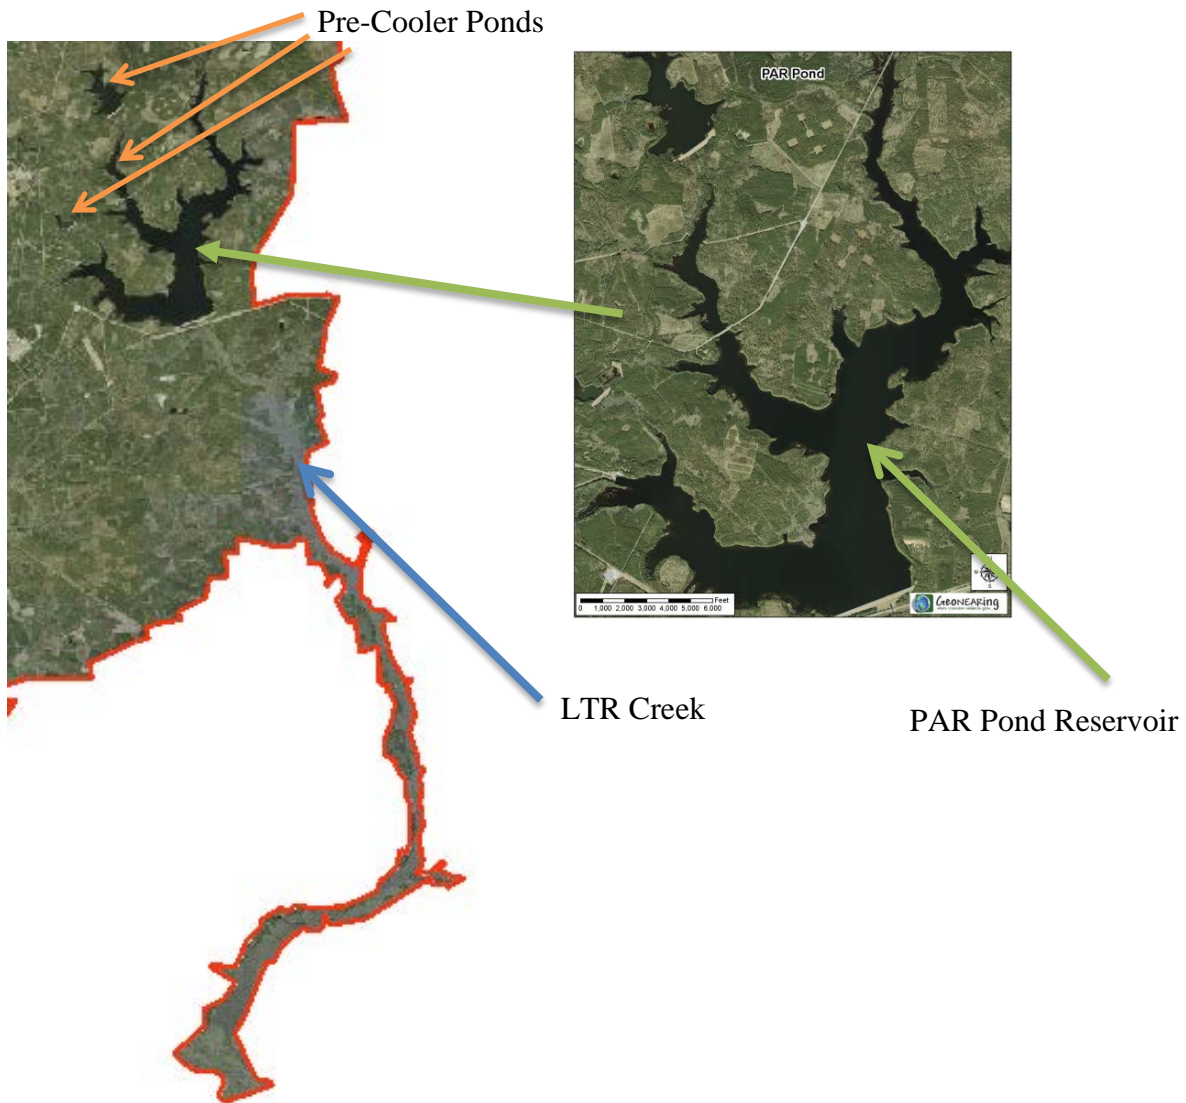 Pre-Cooler Ponds
PAR Pond
Feet
0 1,000 2,000 3,000 4,000 5,000 6,000
N
W
S
GEONEARING
LTR Creek
PAR Pond Reservoir